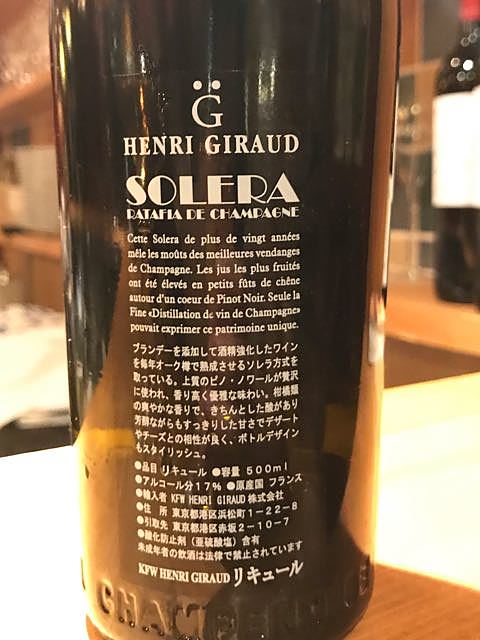 G
HENRI GIRAUD
SOLERA
RATAFIA DE CHAMPAGNE
Cette Solera de plus de vingt années
mêle les moûts des meilleures vendanges
de Champagne. Les jus les plus fruités
ont été élevés en petits fûts de chêne
autour d'un coeur de Pinot Noir. Seule la
Fine «Distillation de vin de Champagne»
pouvait exprimer ce patrimoine unique.
ブランデーを添加して酒精強化したワイン
を毎年オーク樽で熟成させるソレラ方式を
取っている。上質のピノ・ノワールが贅沢
に使われ、香り高く優雅な味わい。柑橘類
の爽やかな香りで、きちんとした酸があり
芳醇ながらもすっきりした甘さでデザート
やチーズとの相性が良く、ボトルデザイン
もスタイリッシュ。
●品目 リキュール ●容量 500ml
●アルコール分17% ●原産国 フランス
●輸入者 KFW HENRI GIRAUD 株式会社
●住 所 東京都港区浜松町1-22-8
●引取先 東京都港区赤坂2-10-7
●酸化防止剤(亜硫酸塩)含有
未成年者の飲酒は法律で禁止されています
KFW HENRI GIRAUD リキュール